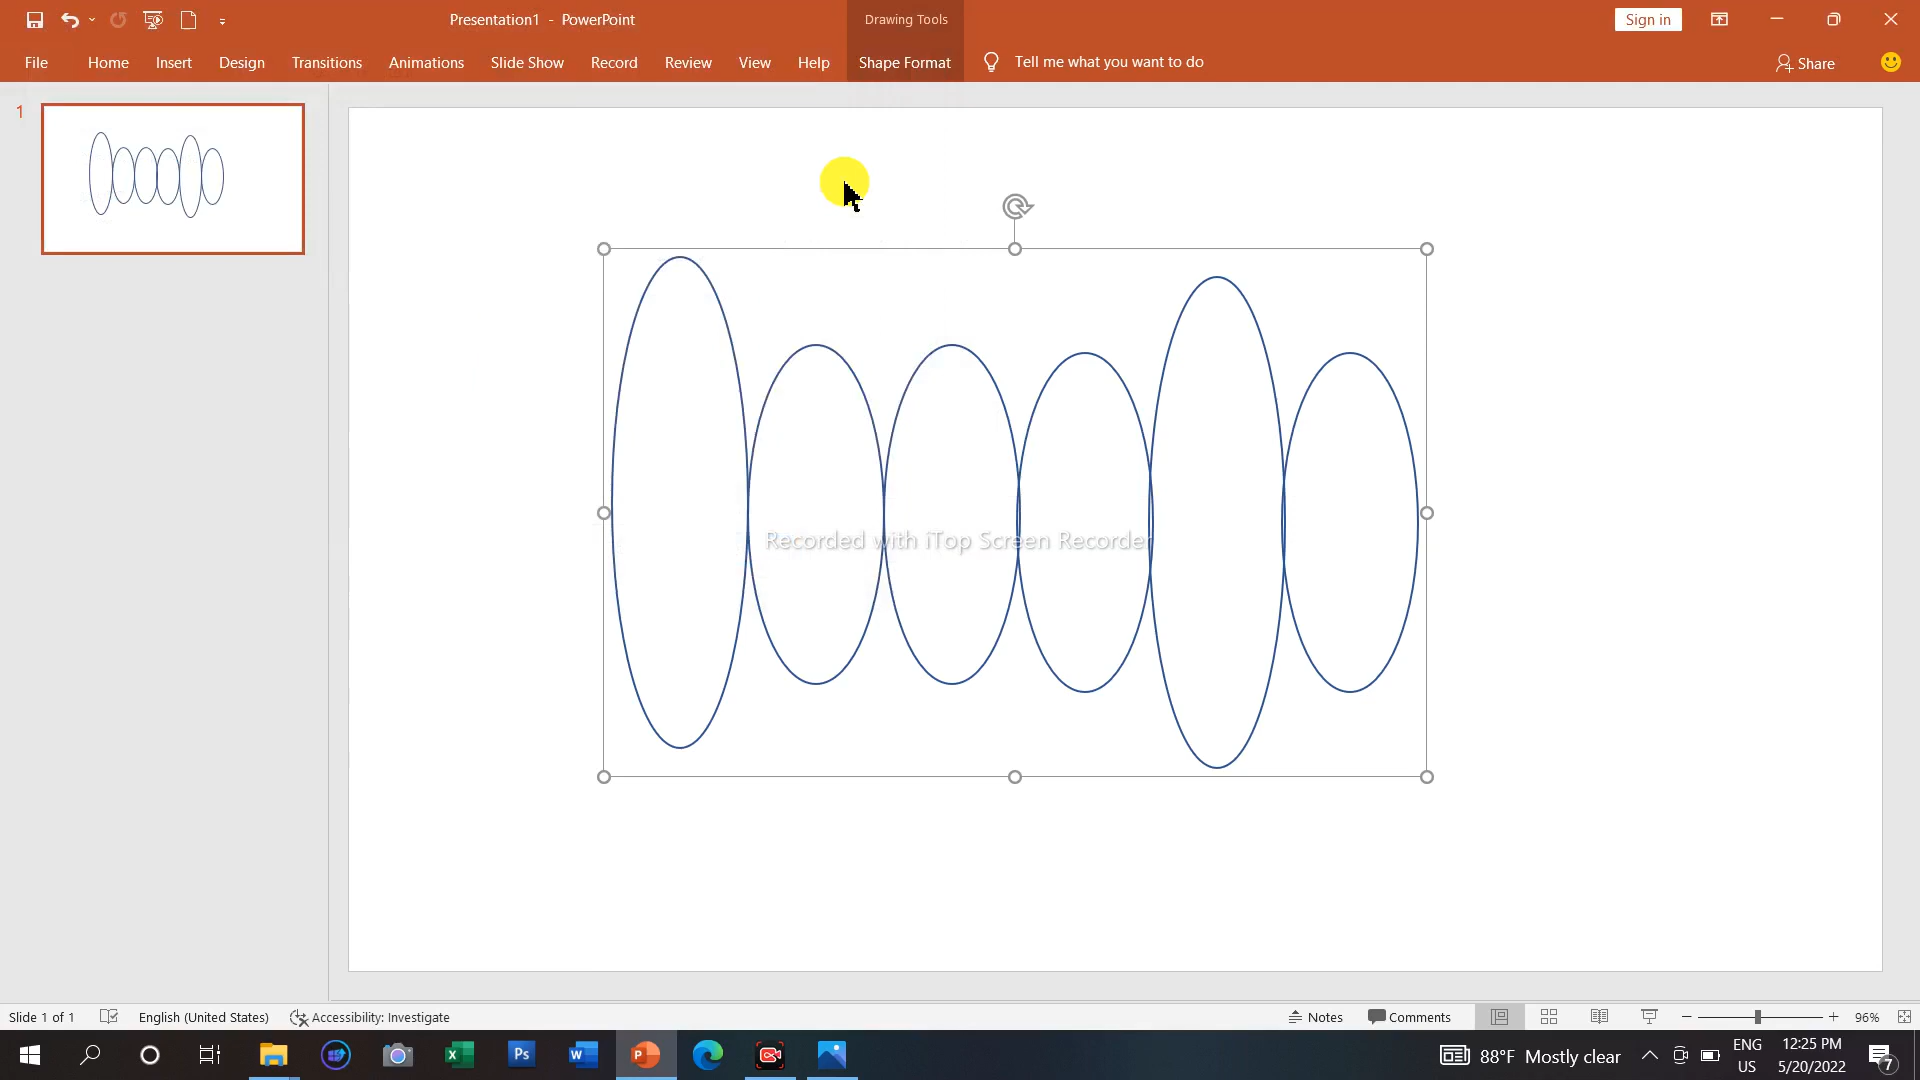 Presentation1 - PowerPoint
Drawing Tools
Sign in
File Home Insert Design Transitions Animations Slide Show Record Review View Help Shape Format Tell me what you want to do Share
1
Recorded with iTop Screen Recorder
Slide 1 of 1 English (United States) Accessibility: Investigate Notes Comments 96%
Ps W P
88°F Mostly clear
ENG
US
12:25 PM
5/20/2022
7